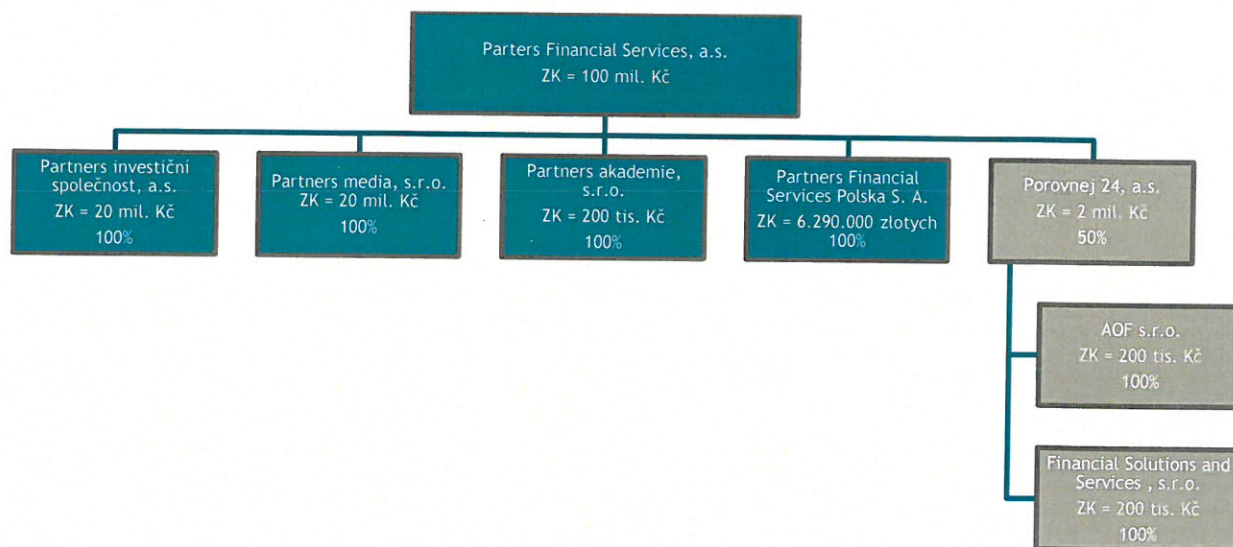 Parters Financial Services, a.s.
ZK = 100 mil. Kč
Partners investiční
společnost, a.s.
ZK = 20 mil. Kč
100%
Partners media, s.r.o.
ZK = 20 mil. Kč
100%
Partners akademie,
s.r.o.
ZK = 200 tis. Kč
100%
Partners Financial
Services Polska S. A.
ZK = 6.290.000 zlotych
100%
Porovnej 24, a.s.
ZK = 2 mil. Kč
50%
AOF s.r.o.
ZK = 200 tis. Kč
100%
Financial Solutions and
Services , s.r.o.
ZK = 200 tis. Kč
100%